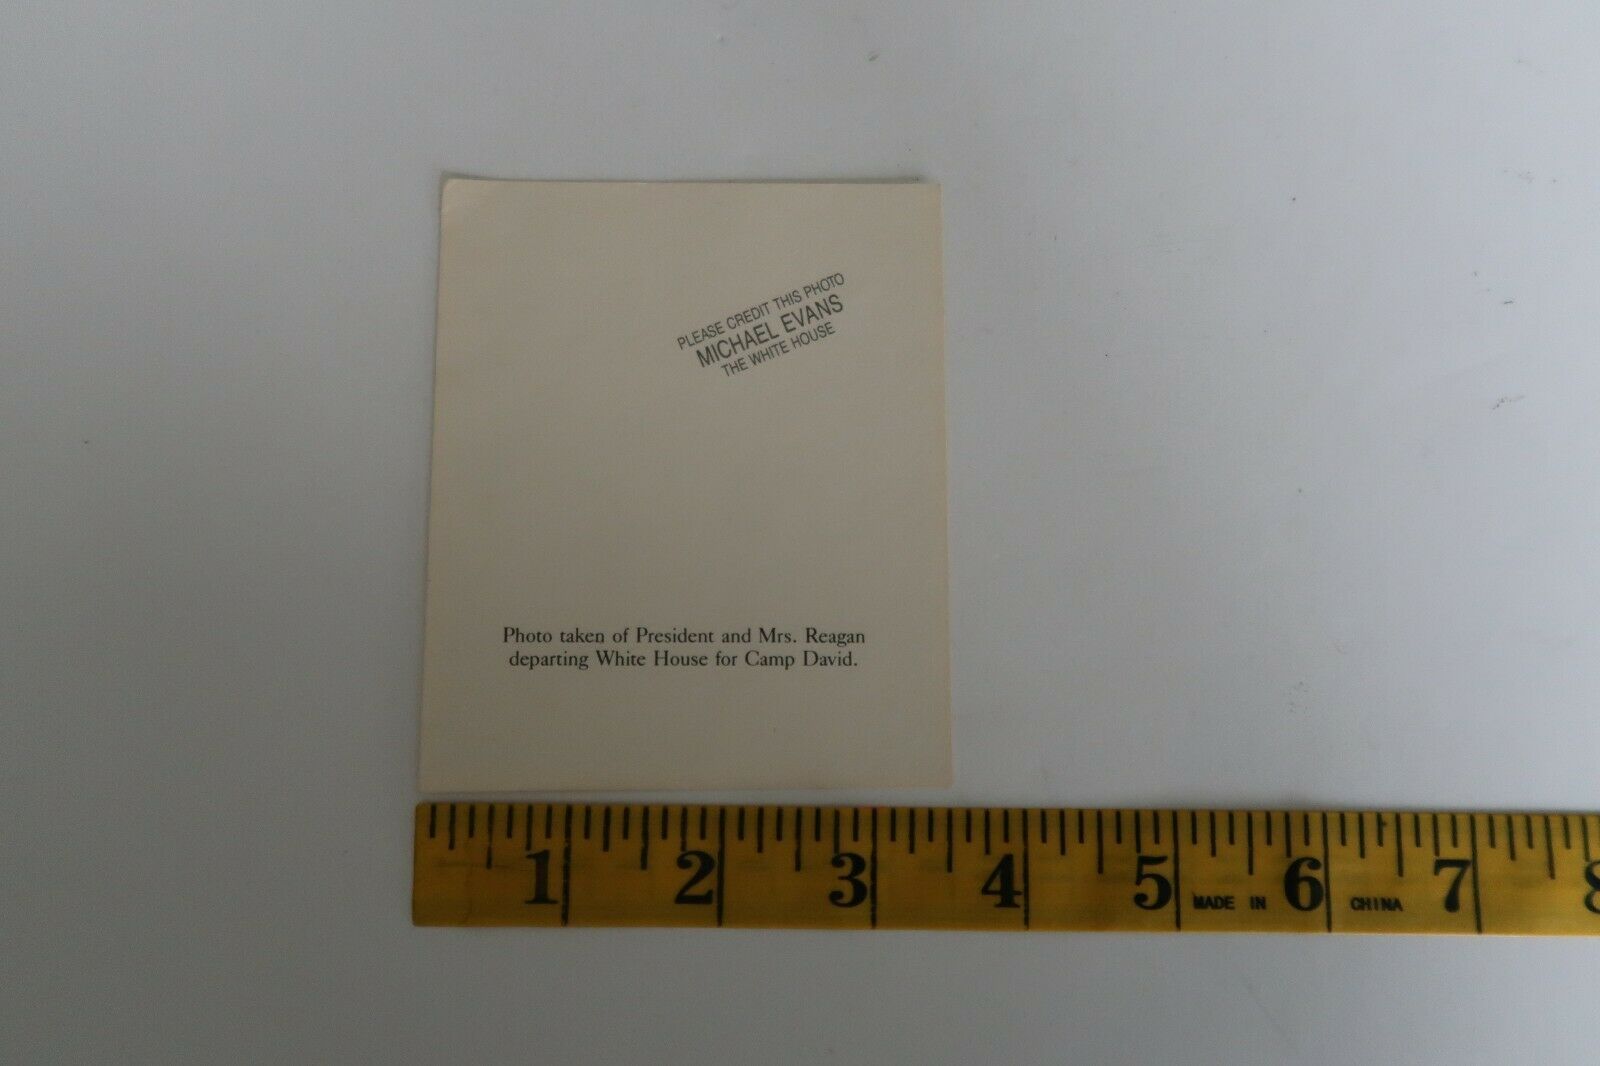 PLEASE CREDIT THIS PHOTO
MICHAEL EVANS
THE WHITE HOUSE
Photo taken of President and Mrs. Reagan
departing White House for Camp David.
1 2 3 4 5 MADE IN 6 CHINA 7 8